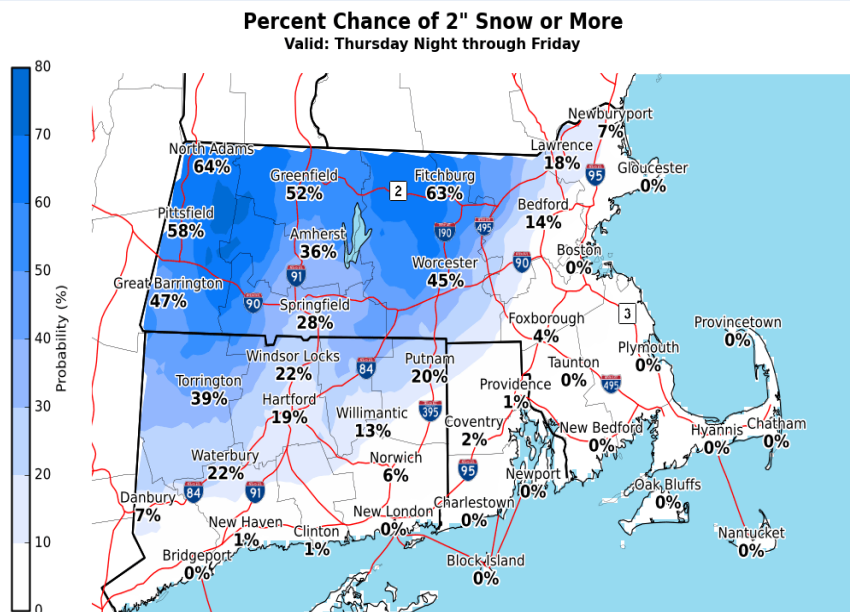 Percent Chance of 2" Snow or More
Valid: Thursday Night through Friday
80
70
60
50
40
30
20
10
0
Probability (%)
Newburyport
7%
North Adams
64%
Lawrence
18%
95
Gloucester
0%
Greenfield
52%
2
Fitchburg
63%
Pittsfield
58%
Bedford
14%
190
495
Amherst
36%
Boston
0%
90
Worcester
45%
91
Great Barrington
47%
90
Springfield
28%
Foxborough
4%
3
Provincetown
0%
Windsor Locks
22%
84
Putnam
20%
Taunton
0%
Plymouth
0%
495
Torrington
39%
Providence
1%
Hartford
19%
Willimantic
13%
395
Coventry
2%
New Bedford
0%
Hyannis
0%
Chatham
0%
Waterbury
22%
Norwich
6%
95
Newport
0%
Oak Bluffs
0%
84
91
Danbury
7%
Charlestown
0%
New London
0%
New Haven
1%
Clinton
1%
Nantucket
0%
Bridgeport
0%
Block Island
0%